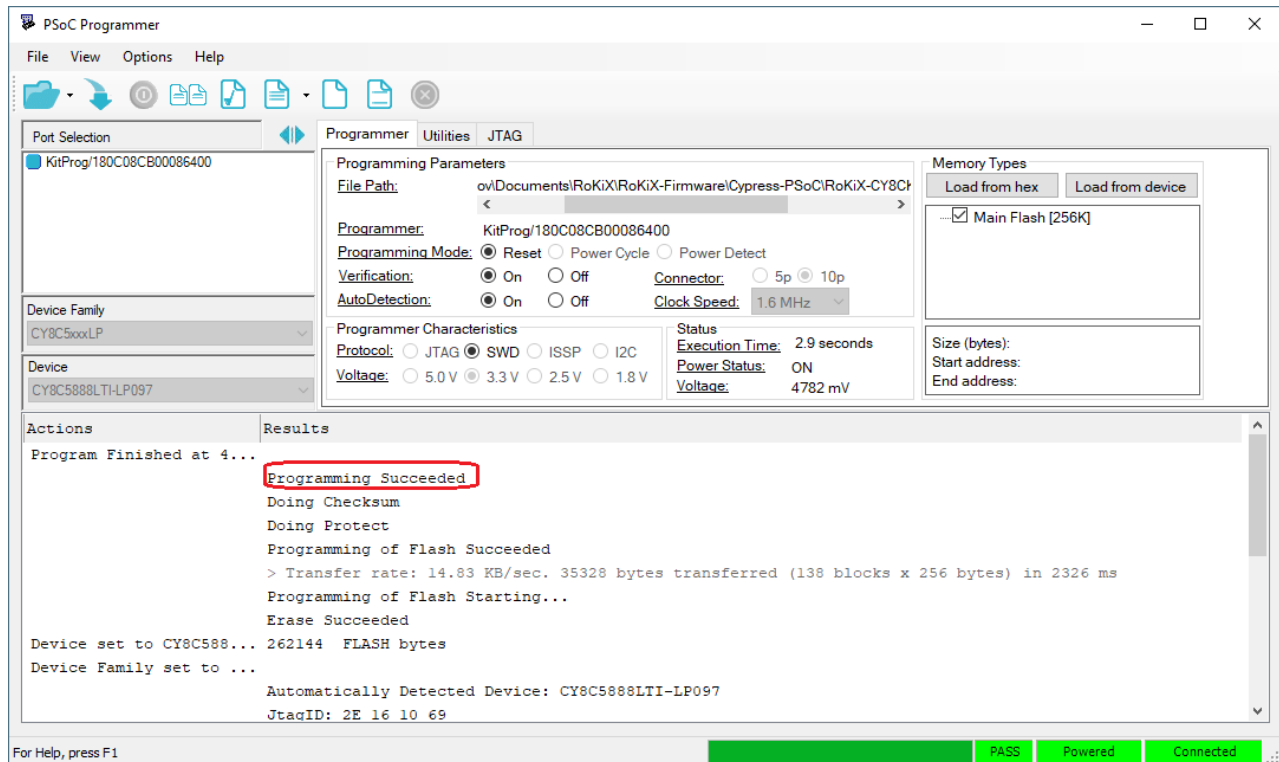 PSoC Programmer
File View Options Help
Port Selection
KitProg/180C08CB00086400
Device Family
CY8C5xxxLP
Device
CY8C5888LTI-LP097
Programmer Utilities JTAG
Programming Parameters
File Path: ov\Documents\RoKiX\RoKiX-Firmware\Cypress-PSoC\RoKiX-CY8Ck
Programmer: KitProg/180C08CB00086400
Programming Mode: Reset Power Cycle Power Detect
Verification: On Off Connector: 5p 10p
AutoDetection: On Off Clock Speed: 1.6 MHz
Programmer Characteristics
Protocol: JTAG SWD ISSP I2C
Voltage: 5.0 V 3.3 V 2.5 V 1.8 V
Status
Execution Time: 2.9 seconds
Power Status: ON
Voltage: 4782 mV
Memory Types
Load from hex Load from device
Main Flash [256K]
Size (bytes):
Start address:
End address:
Actions Results
Program Finished at 4...
Programming Succeeded
Doing Checksum
Doing Protect
Programming of Flash Succeeded
> Transfer rate: 14.83 KB/sec. 35328 bytes transferred (138 blocks x 256 bytes) in 2326 ms
Programming of Flash Starting...
Erase Succeeded
Device set to CY8C588... 262144 FLASH bytes
Device Family set to ...
Automatically Detected Device: CY8C5888LTI-LP097
JtagID: 2E 16 10 69
For Help, press F1 PASS Powered Connected